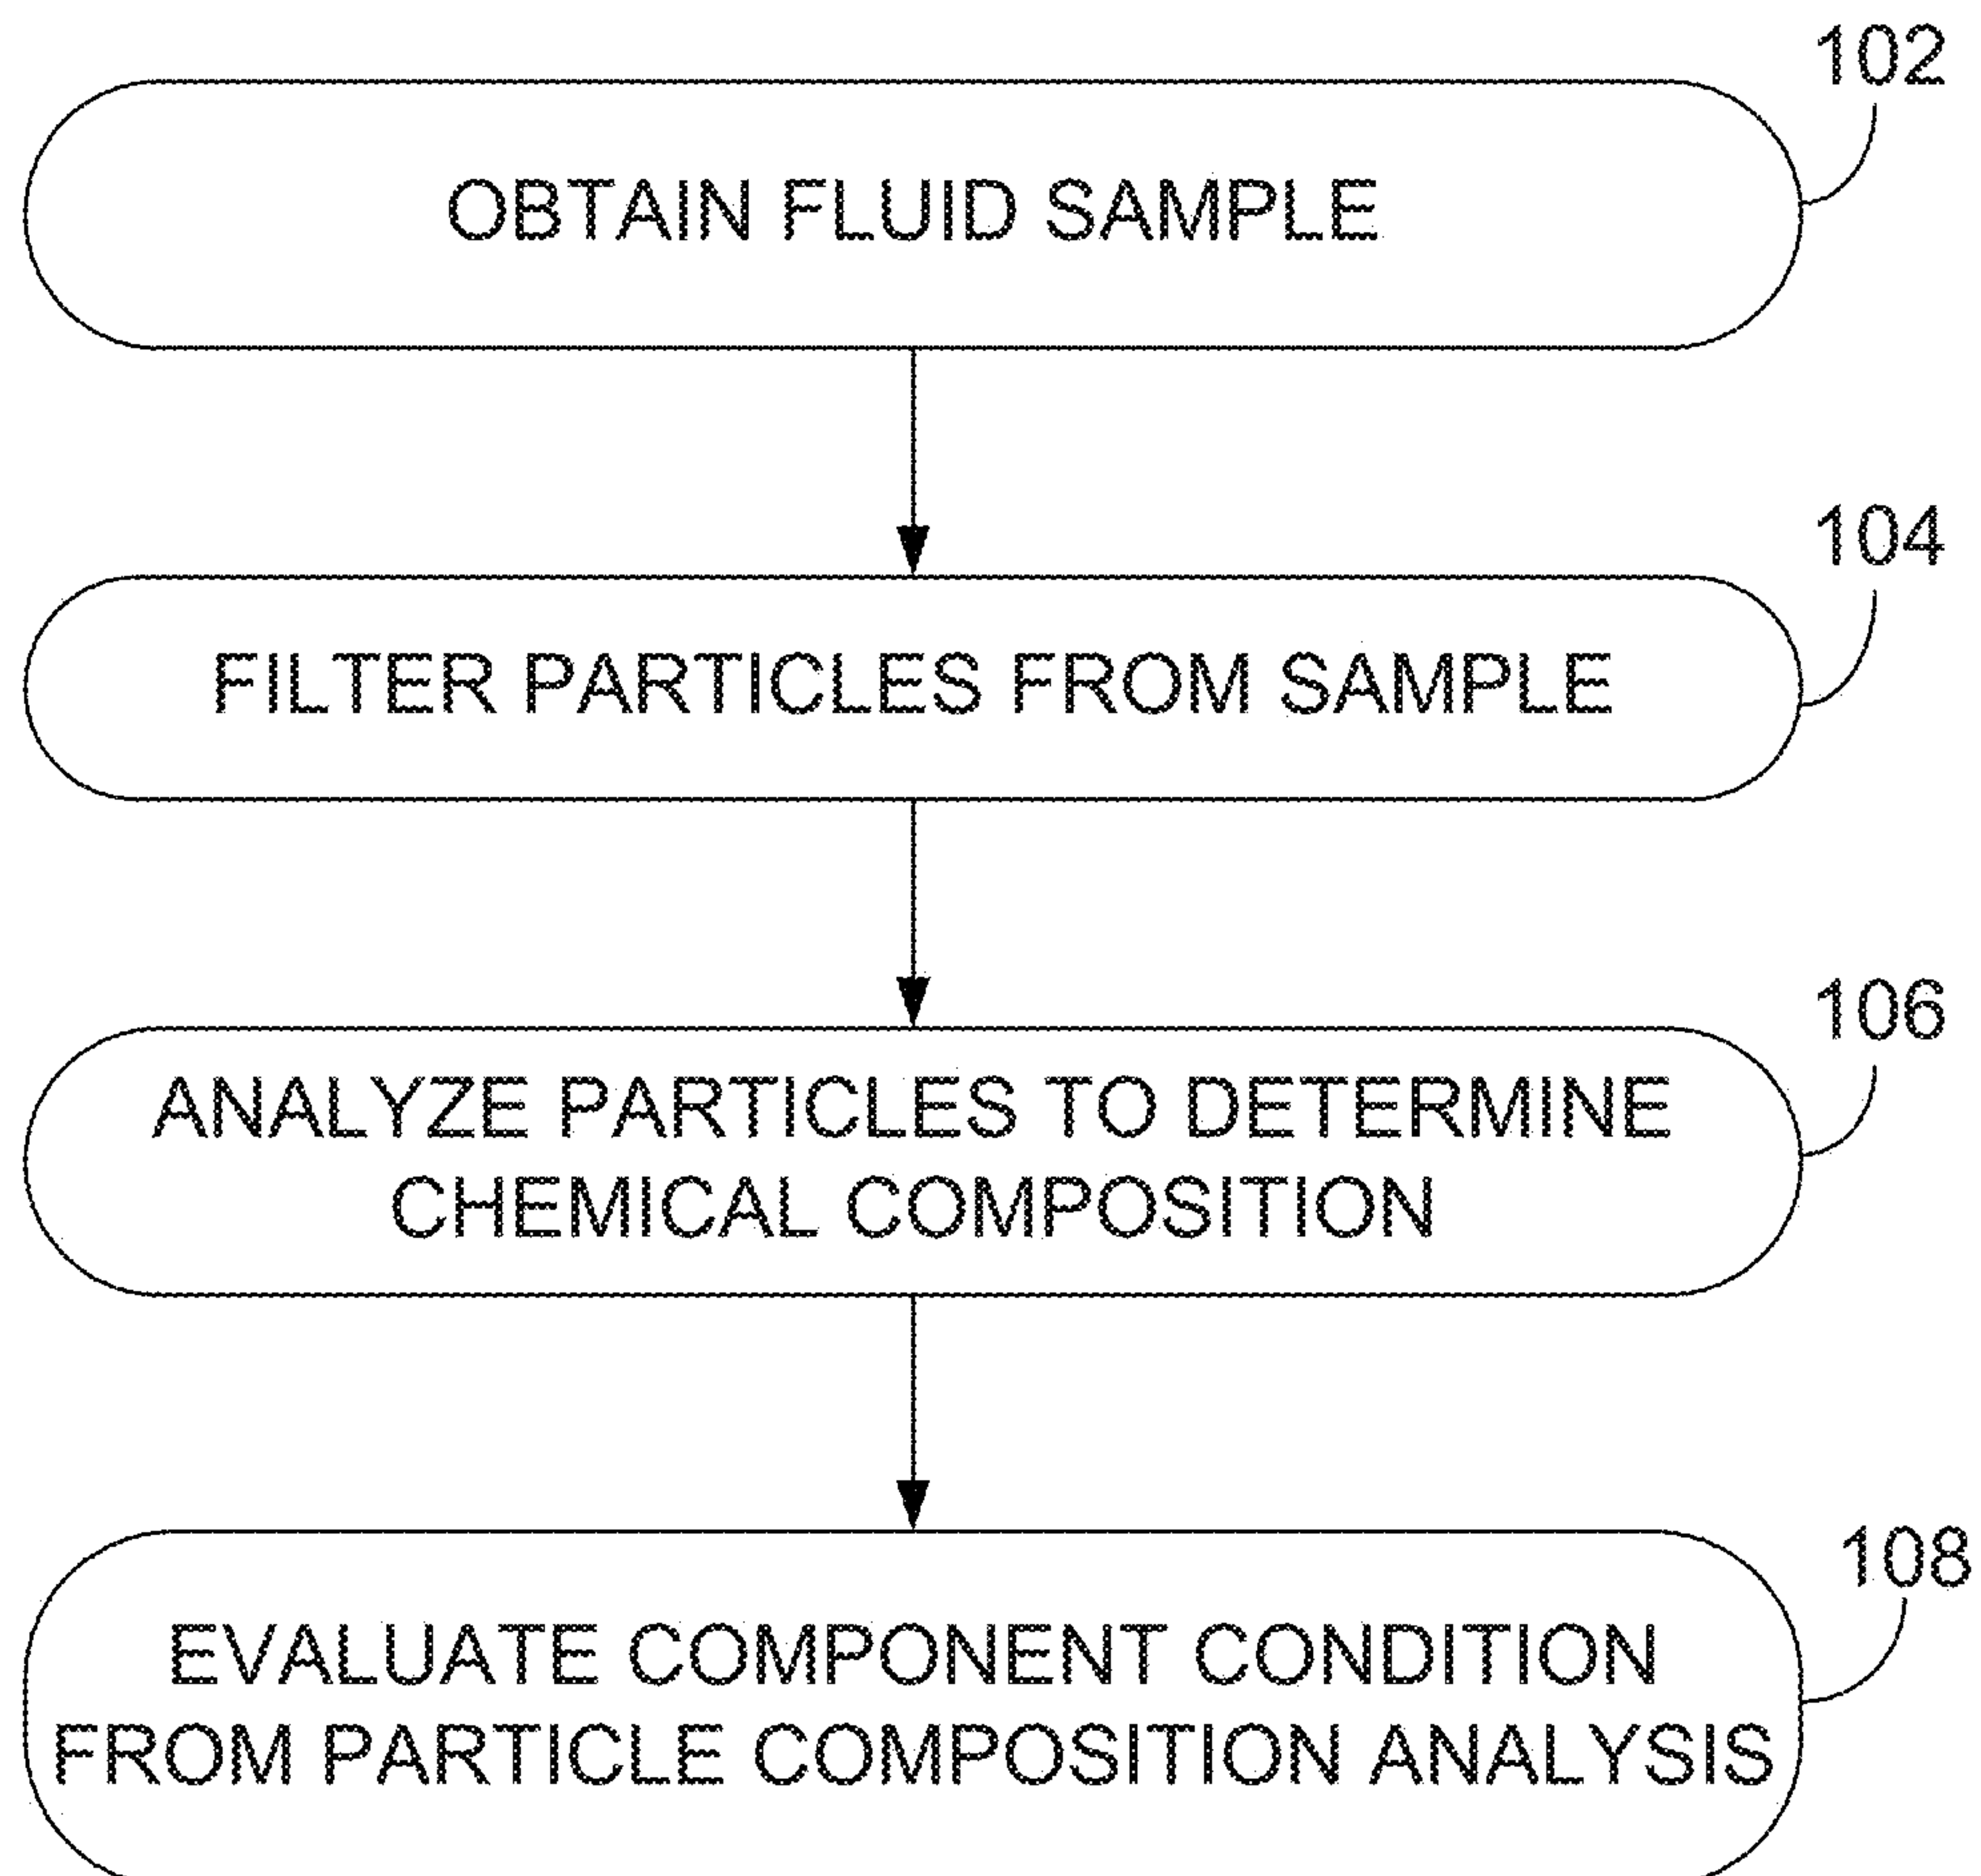 102
OBTAIN FLUID SAMPLE
104
FILTER PARTICLES FROM SAMPLE
106
ANALYZE PARTICLES TO DETERMINE
CHEMICAL COMPOSITION
108
EVALUATE COMPONENT CONDITION
FROM PARTICLE COMPOSITION ANALYSIS